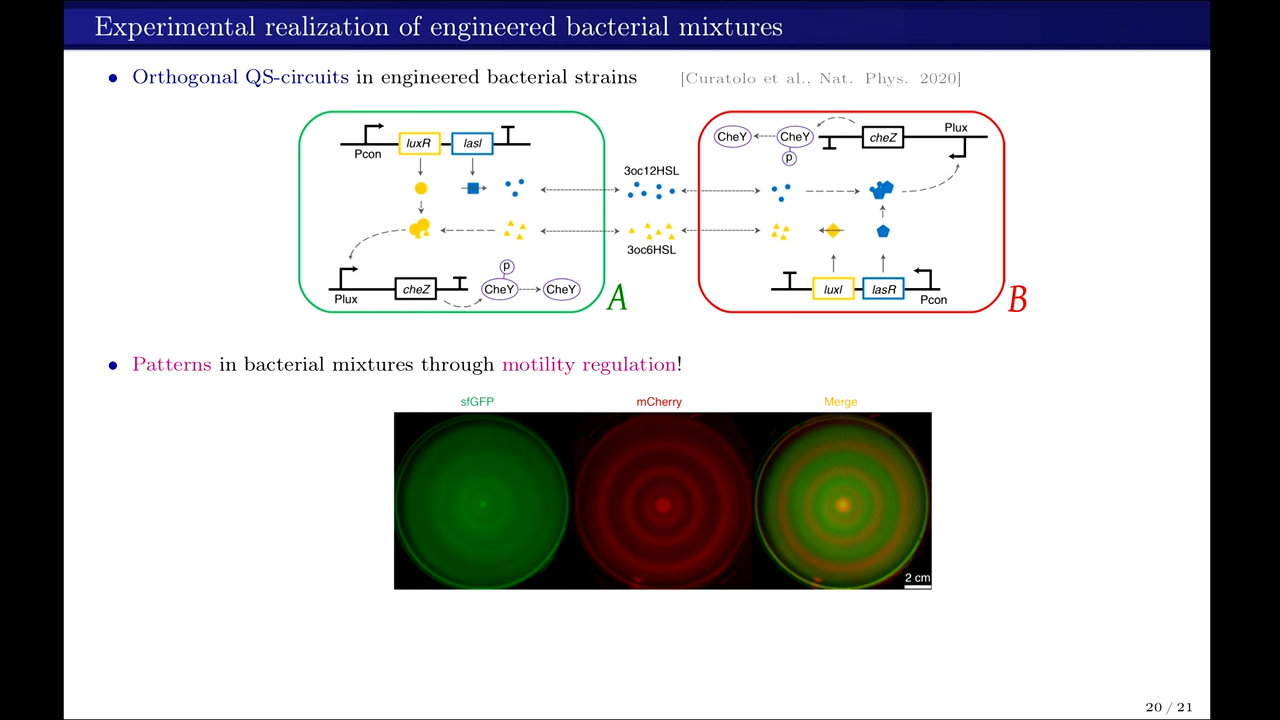 Experimental realization of engineered bacterial mixtures
• Orthogonal QS-circuits in engineered bacterial strains [Curatolo et al., Nat. Phys. 2020]
Pcon
luxR
lasI
3oc12HSL
3oc6HSL
Plux
cheZ
CheY
p
CheY
A
CheY
CheY
p
cheZ
Plux
luxI
lasR
Pcon
B
• Patterns in bacterial mixtures through motility regulation!
sfGFP mCherry Merge
2 cm
20 / 21